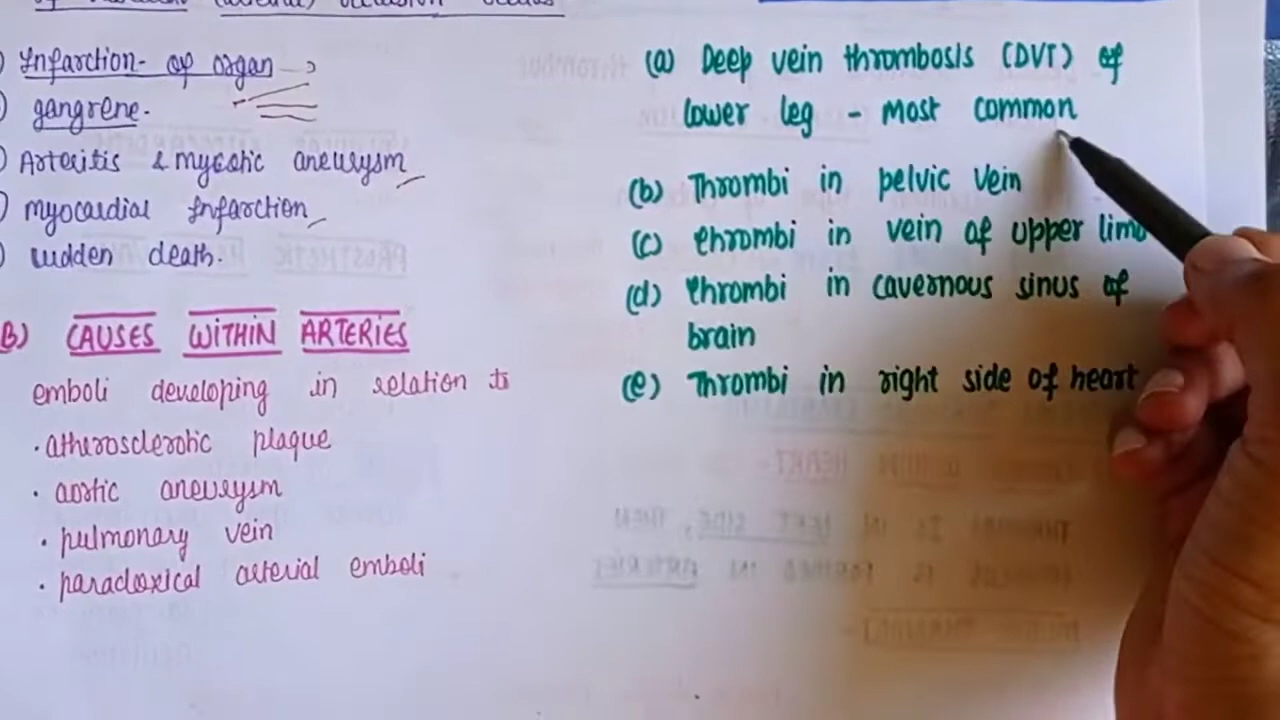 Infarction- of organ
gangrene.
Arteritis & mycotic aneurysm
myocardial Infarction
sudden death.
B) CAUSES WITHIN ARTERIES
emboli developing in relation to
• atherosclerotic plaque
• aortic aneurysm
• pulmonary vein
• paradoxical arterial emboli
(a) Deep vein thrombosis (DVT) of
lower leg - most common
(b) Thrombi in pelvic vein
(c) thrombi in vein of upper limb
(d) thrombi in cavernous sinus of
brain
(e) Thrombi in right side of heart